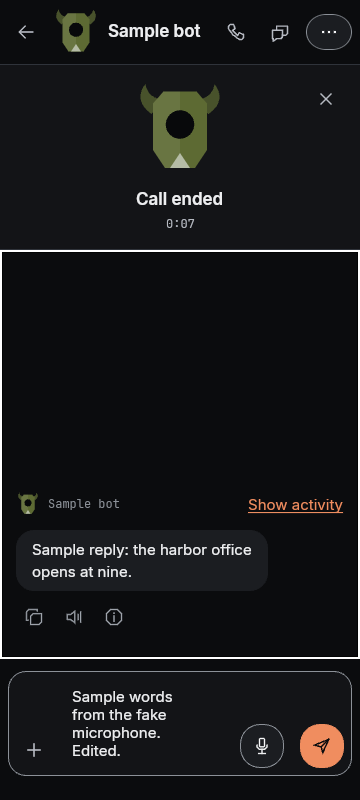 Sample bot
Call ended
0:07
Sample bot
Show activity
Sample reply: the harbor office
opens at nine.
Sample words
from the fake
microphone.
Edited.